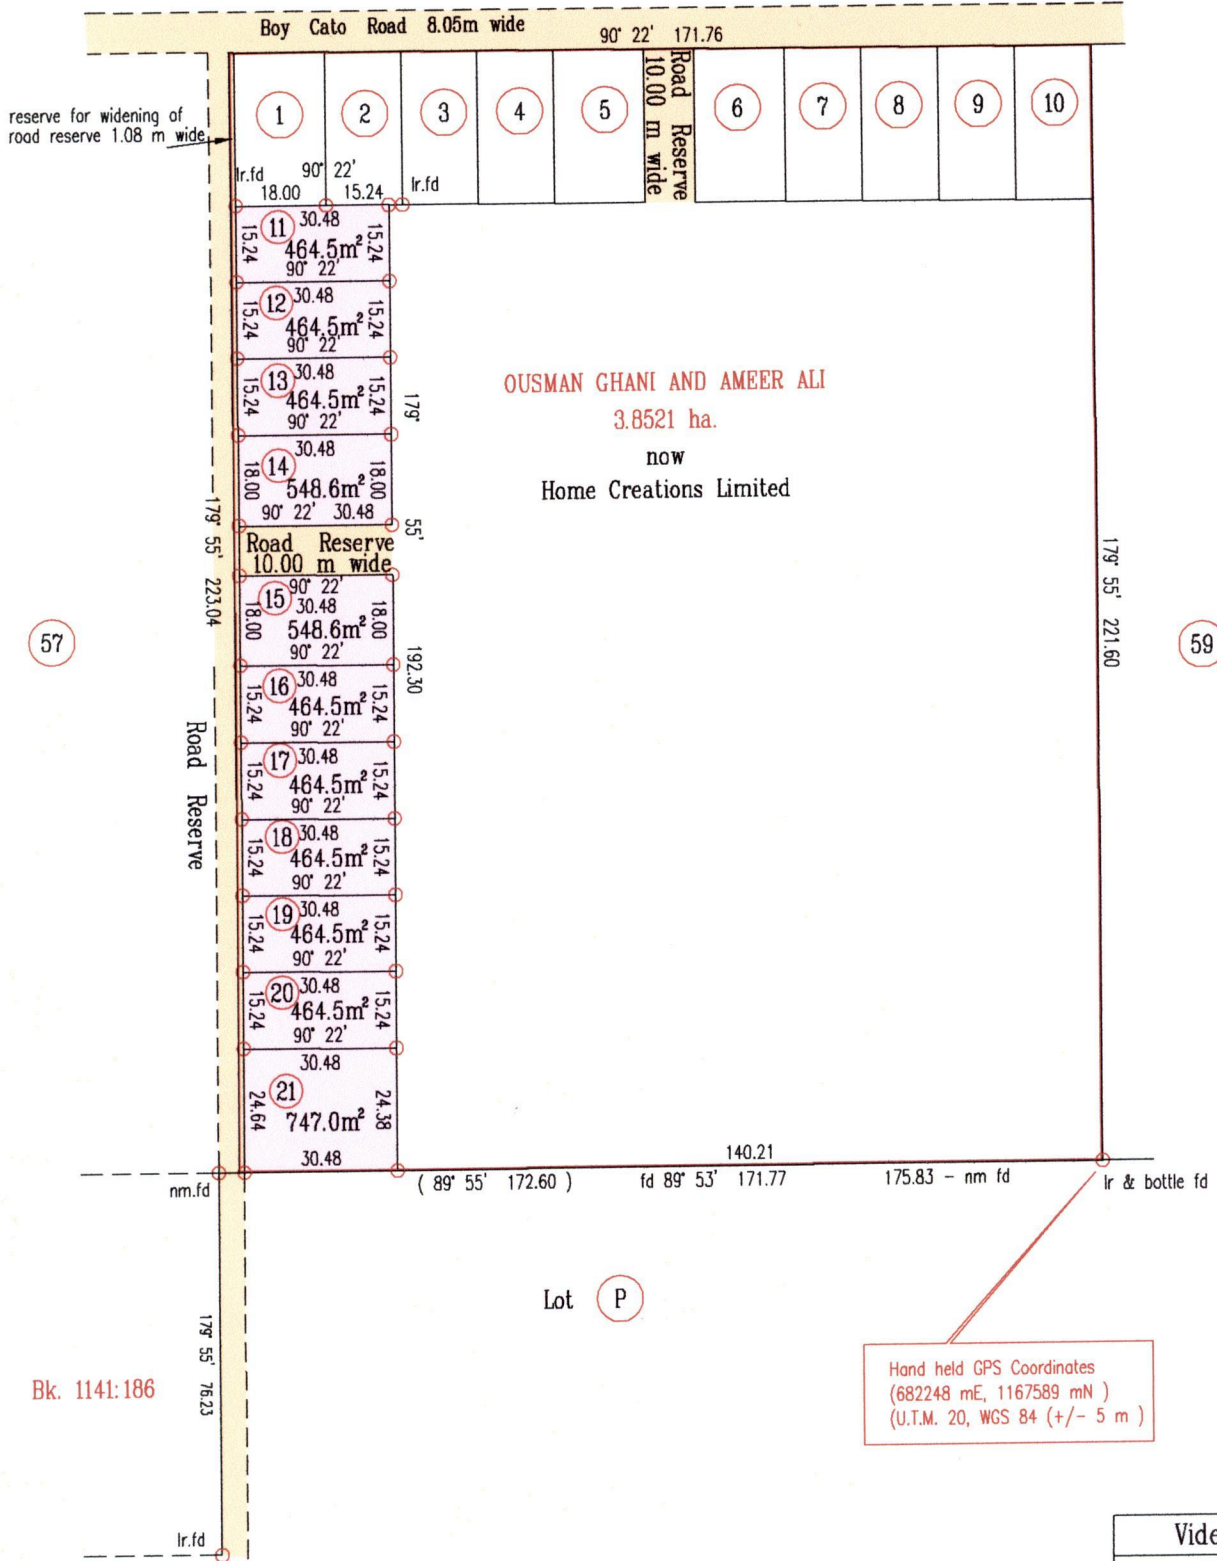 Boy Cato Road 8.05m wide
90° 22' 171.76
reserve for widening of
road reserve 1.08 m wide
1
2
3
4
5
Road Reserve
10.00 m wide
6
7
8
9
10
Ir.fd
90° 22'
18.00
15.24
Ir.fd
11
30.48
15.24
464.5m²
15.24
90° 22'
12
30.48
15.24
464.5m²
15.24
90° 22'
13
30.48
15.24
464.5m²
15.24
90° 22'
14
30.48
18.00
548.6m²
18.00
90° 22' 30.48
Road Reserve
10.00 m wide
90° 22'
15
30.48
18.00
548.6m²
18.00
90° 22'
16
30.48
15.24
464.5m²
15.24
90° 22'
17
30.48
15.24
464.5m²
15.24
90° 22'
18
30.48
15.24
464.5m²
15.24
90° 22'
19
30.48
15.24
464.5m²
15.24
90° 22'
20
30.48
15.24
464.5m²
15.24
90° 22'
30.48
21
24.64
747.0m²
24.38
30.48
179° 55' 192.30
179° 55' 223.04
Road Reserve
57
OUSMAN GHANI AND AMEER ALI
3.8521 ha.
now
Home Creations Limited
179° 55' 221.60
59
140.21
nm.fd
( 89° 55' 172.60 )
fd 89° 53' 171.77
175.83 - nm fd
Ir & bottle fd
Lot P
179° 55' 76.23
Bk. 1141:186
Hand held GPS Coordinates
(682248 mE, 1167589 mN )
(U.T.M. 20, WGS 84 (+/- 5 m )
Ir.fd
Vide